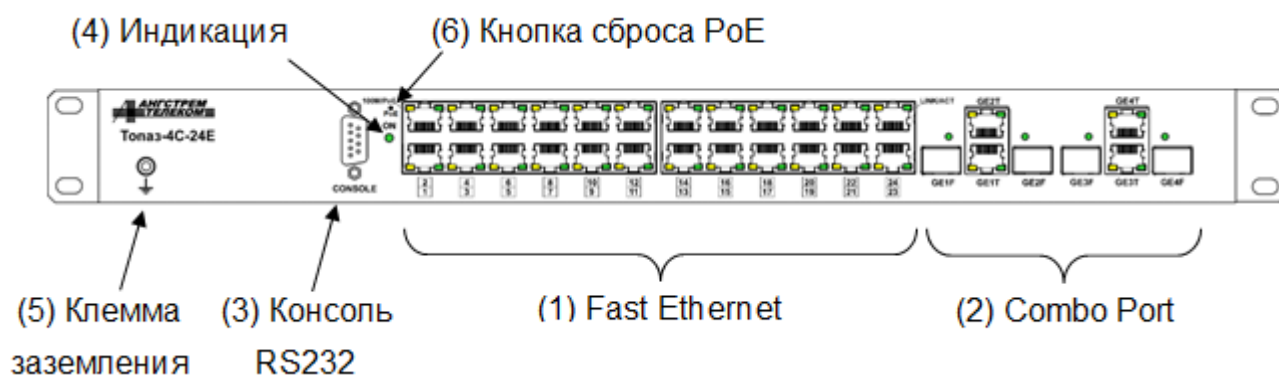 (4) Индикация
(6) Кнопка сброса PoE
АНГСТРЕМ
ТЕЛЕКОМ
Топаз-4С-24Е
100M/PoE
PoE
ON
CONSOLE
2 4 6 8 10 12 14 16 18 20 22 24
1 3 5 7 9 11 13 15 17 19 21 23
LINK/ACT
GE2T
GE4T
GE1F
GE1T
GE2F
GE3F
GE3T
GE4F
(5) Клемма
заземления
(3) Консоль
RS232
(1) Fast Ethernet
(2) Combo Port